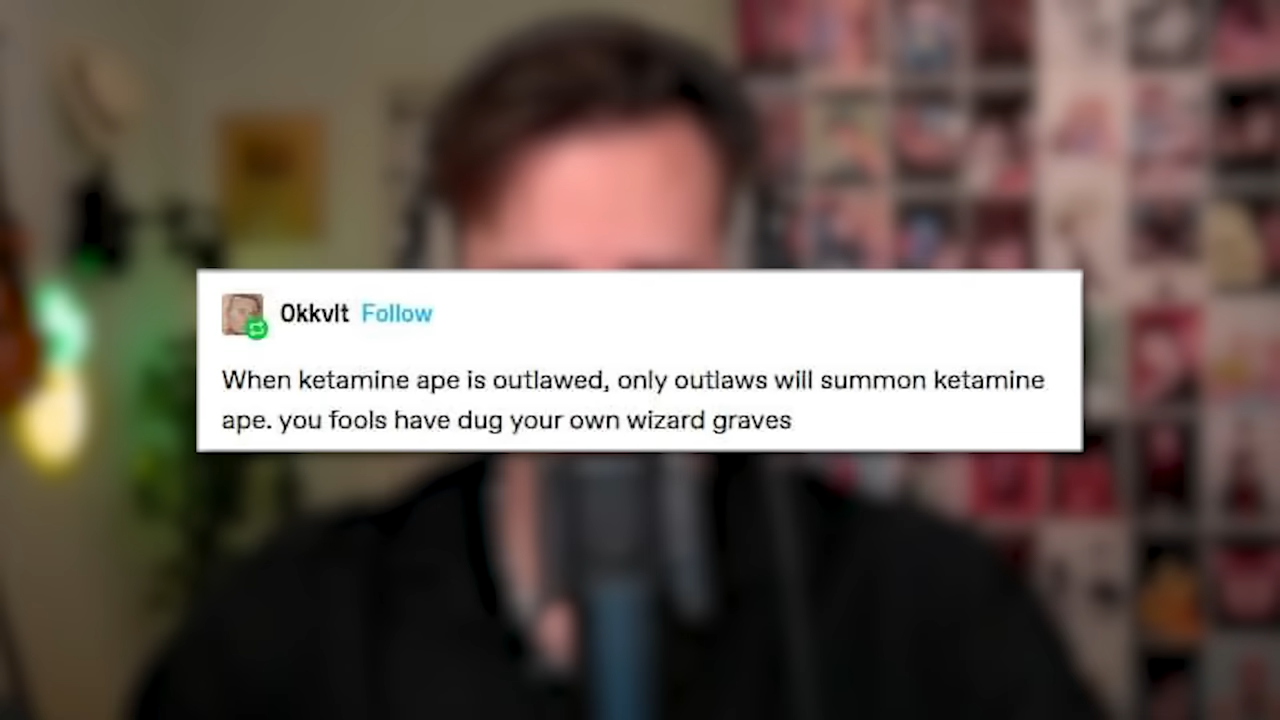 Okkvlt Follow
When ketamine ape is outlawed, only outlaws will summon ketamine
ape. you fools have dug your own wizard graves